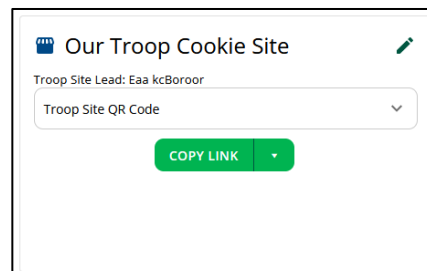 Our Troop Cookie Site
Troop Site Lead: Eaa kcBoroor
Troop Site QR Code
COPY LINK